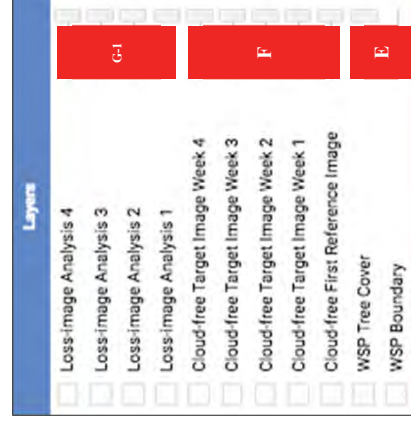 Layers
Loss-image Analysis 4
Loss-image Analysis 3
Loss-image Analysis 2
Loss-image Analysis 1
G-1
Cloud-free Target Image Week 4
Cloud-free Target Image Week 3
Cloud-free Target Image Week 2
Cloud-free Target Image Week 1
Cloud-free First Reference Image
F
WSP Tree Cover
WSP Boundary
E